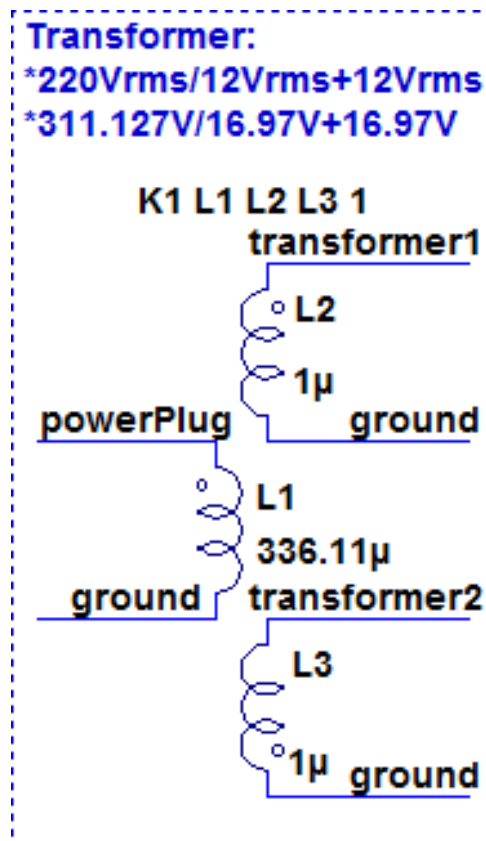 Transformer:
*220Vrms/12Vrms+12Vrms
*311.127V/16.97V+16.97V
K1 L1 L2 L3 1
transformer1
L2
1µ
powerPlug
ground
L1
336.11µ
ground
transformer2
L3
1µ
ground